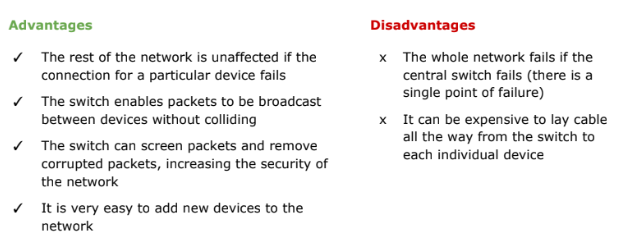 Advantages
✓ The rest of the network is unaffected if the
connection for a particular device fails
✓ The switch enables packets to be broadcast
between devices without colliding
✓ The switch can screen packets and remove
corrupted packets, increasing the security of
the network
✓ It is very easy to add new devices to the
network
Disadvantages
x The whole network fails if the
central switch fails (there is a
single point of failure)
x It can be expensive to lay cable
all the way from the switch to
each individual device